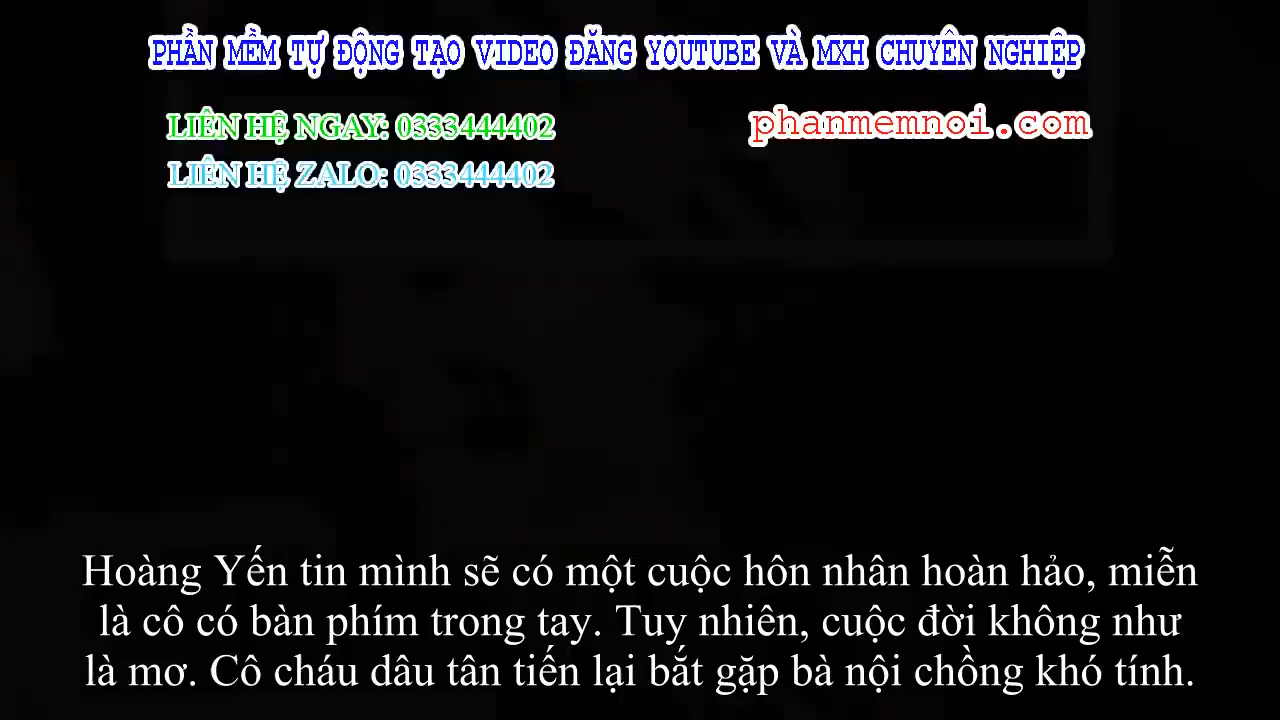 PHẦN MỀM TỰ ĐỘNG TẠO VIDEO ĐĂNG YOUTUBE VÀ MXH CHUYÊN NGHIỆP
LIÊN HỆ NGAY: 0333444402
phanmemnoi.com
LIÊN HỆ ZALO: 0333444402
Hoàng Yến tin mình sẽ có một cuộc hôn nhân hoàn hảo, miễn
là cô có bàn phím trong tay. Tuy nhiên, cuộc đời không như
là mơ. Cô cháu dâu tân tiến lại bắt gặp bà nội chồng khó tính.